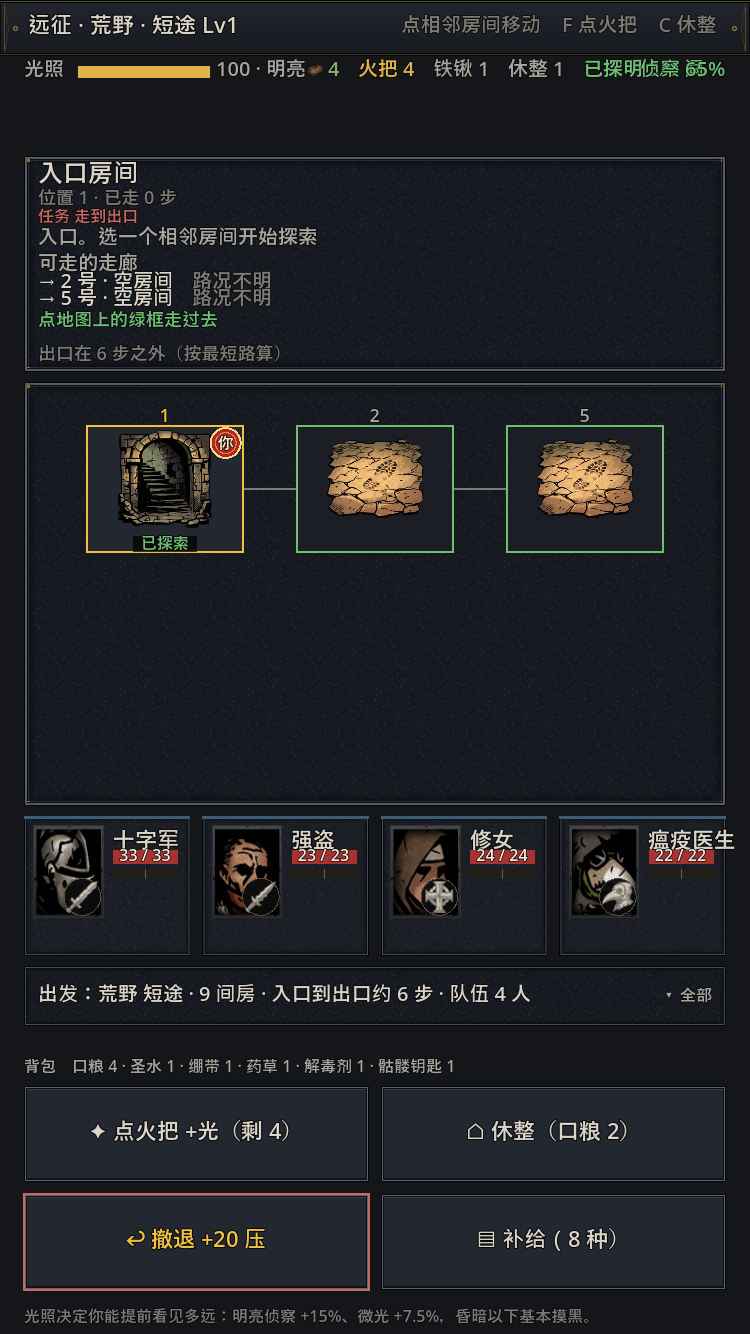 远征 · 荒野 · 短途 Lv1 点相邻房间移动 F 点火把 C 休整
光照 100 · 明亮 4 火把 4 铁锹 1 休整 1 已探明 侦察 65%
入口房间
位置 1 · 已走 0 步
任务 走到出口
入口。选一个相邻房间开始探索
可走的走廊
→ 2 号 · 空房间 路况不明
→ 5 号 · 空房间 路况不明
点地图上的绿框走过去
出口在 6 步之外（按最短路算）
1 2 5
你
已探索
十字军 强盗 修女 瘟疫医生
33 / 33 23 / 23 24 / 24 22 / 22
出发：荒野 短途 · 9 间房 · 入口到出口约 6 步 · 队伍 4 人 ▾ 全部
背包 口粮 4 · 圣水 1 · 绷带 1 · 药草 1 · 解毒剂 1 · 骷髅钥匙 1
✦ 点火把 +光（剩 4） ⌂ 休整（口粮 2）
↩ 撤退 +20 压 ▤ 补给 ( 8 种）
光照决定你能提前看见多远：明亮侦察 +15%、微光 +7.5%，昏暗以下基本摸黑。